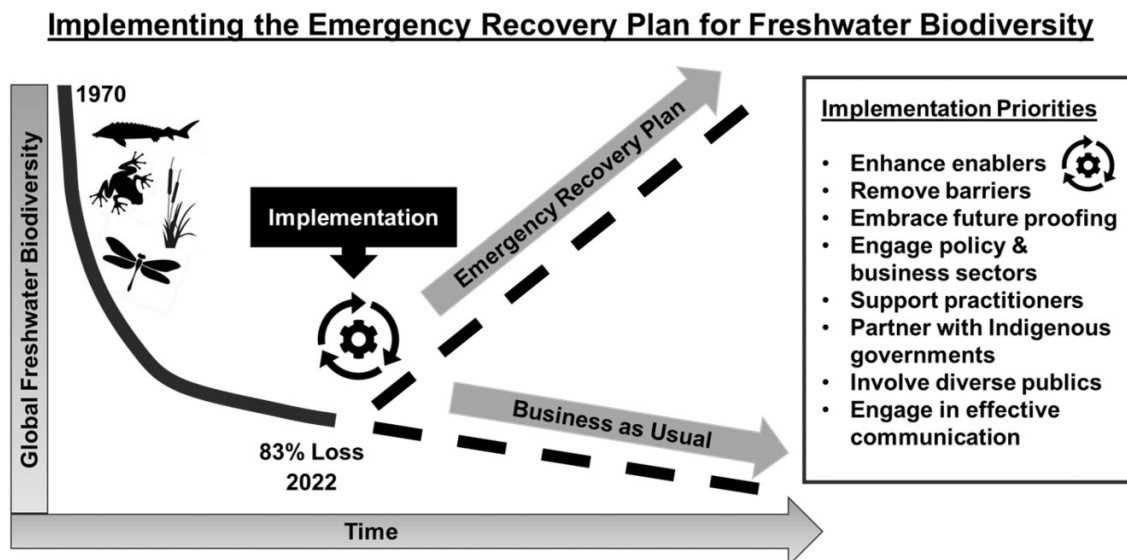 Implementing the Emergency Recovery Plan for Freshwater Biodiversity
Global Freshwater Biodiversity
1970
Implementation
83% Loss
2022
Emergency Recovery Plan
Business as Usual
Time
Implementation Priorities
• Enhance enablers
• Remove barriers
• Embrace future proofing
• Engage policy &
business sectors
• Support practitioners
• Partner with Indigenous
governments
• Involve diverse publics
• Engage in effective
communication